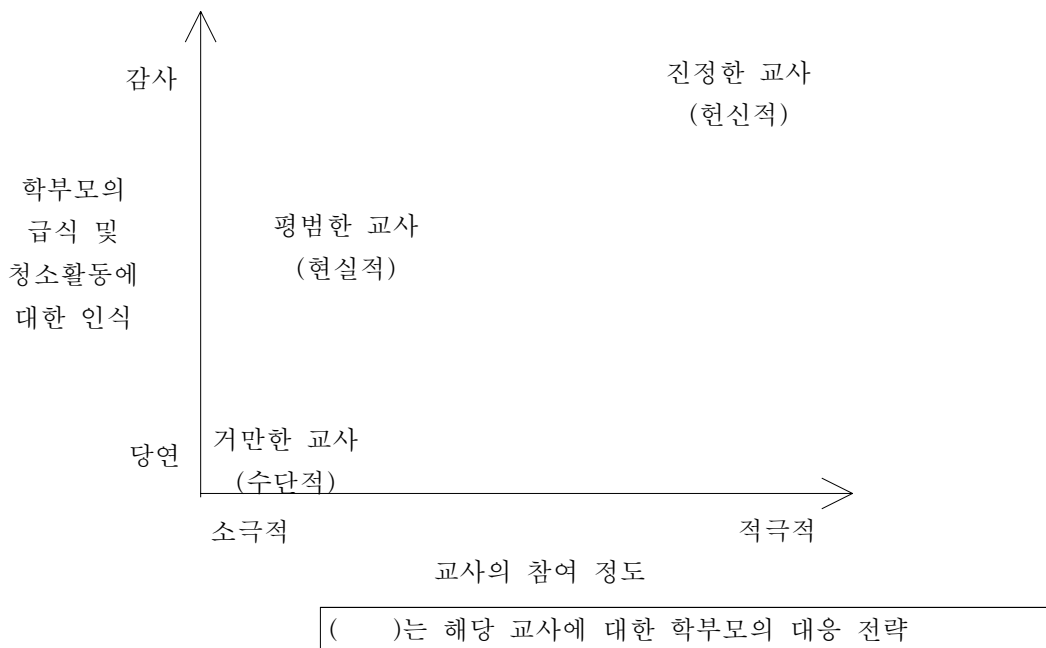 감사
진정한 교사
(헌신적)
학부모의
급식 및
청소활동에
대한 인식
평범한 교사
(현실적)
당연
거만한 교사
(수단적)
소극적
적극적
교사의 참여 정도
( )는 해당 교사에 대한 학부모의 대응 전략